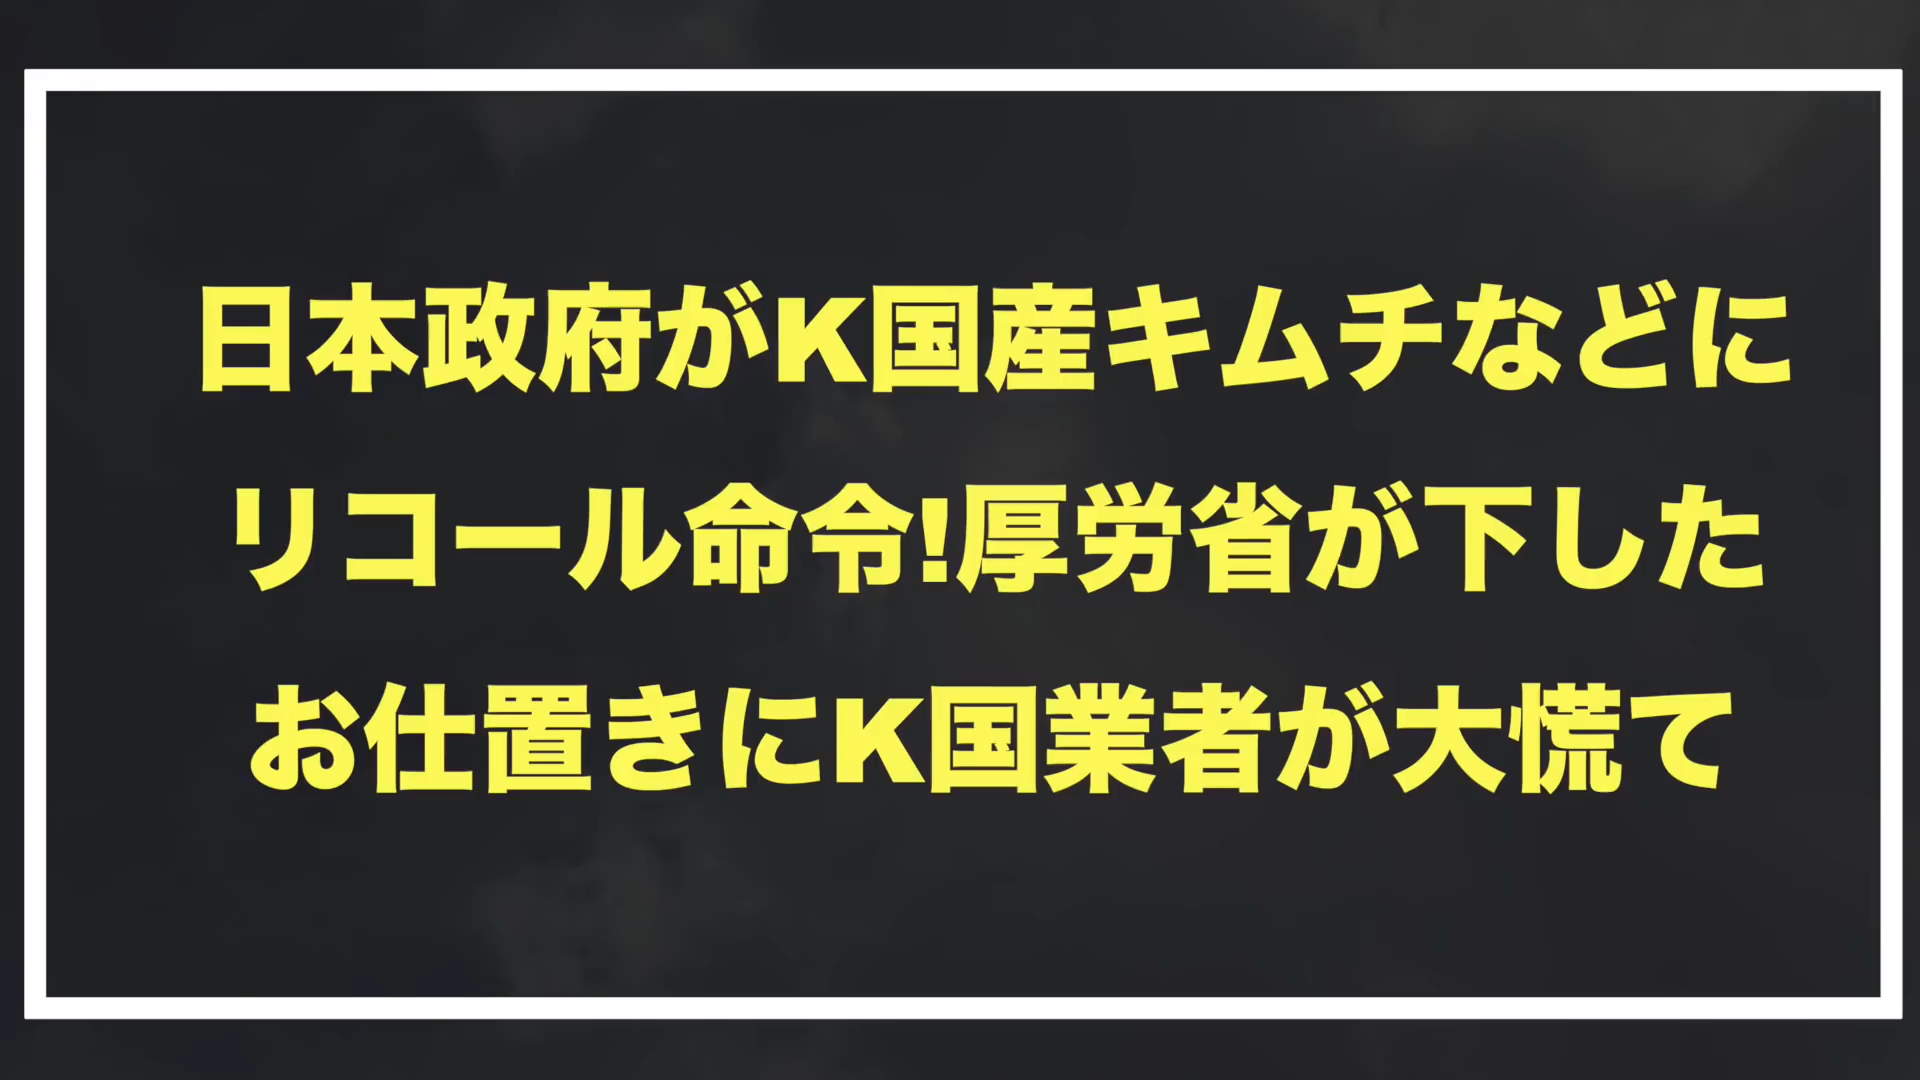 日本政府がK国産キムチなどに
リコール命令!厚労省が下した
お仕置きにK国業者が大慌て